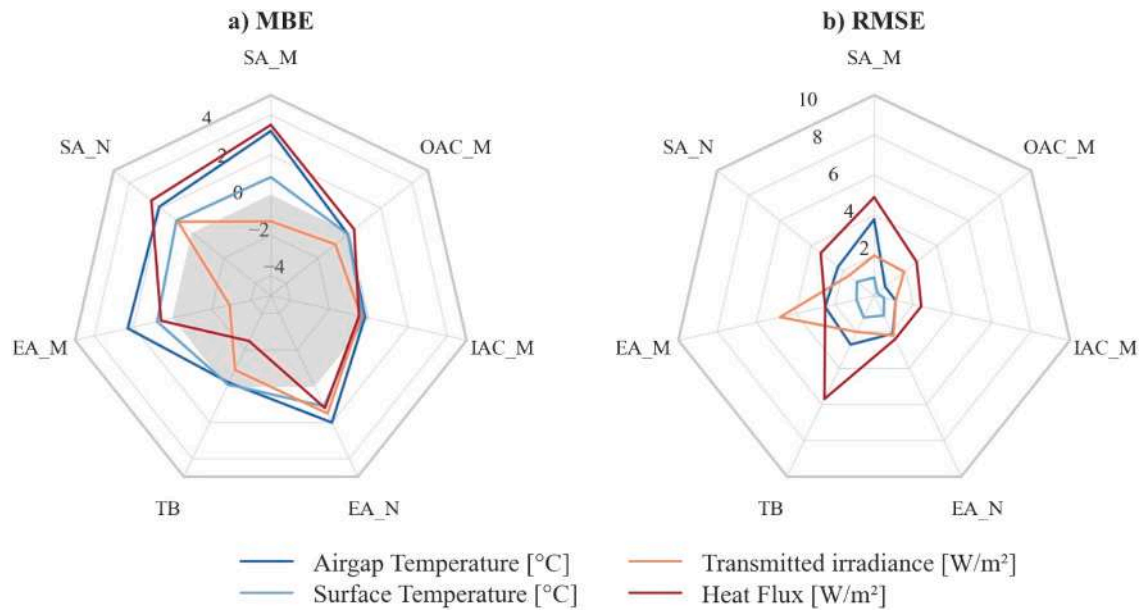 a) MBE
b) RMSE
SA_M
SA_M
10
4
8
SA_N
OAC_M
SA_N
OAC_M
2
6
0
4
−2
2
−4
EA_M
IAC_M
EA_M
IAC_M
TB
EA_N
TB
EA_N
Airgap Temperature [°C]
Transmitted irradiance [W/m²]
Surface Temperature [°C]
Heat Flux [W/m²]